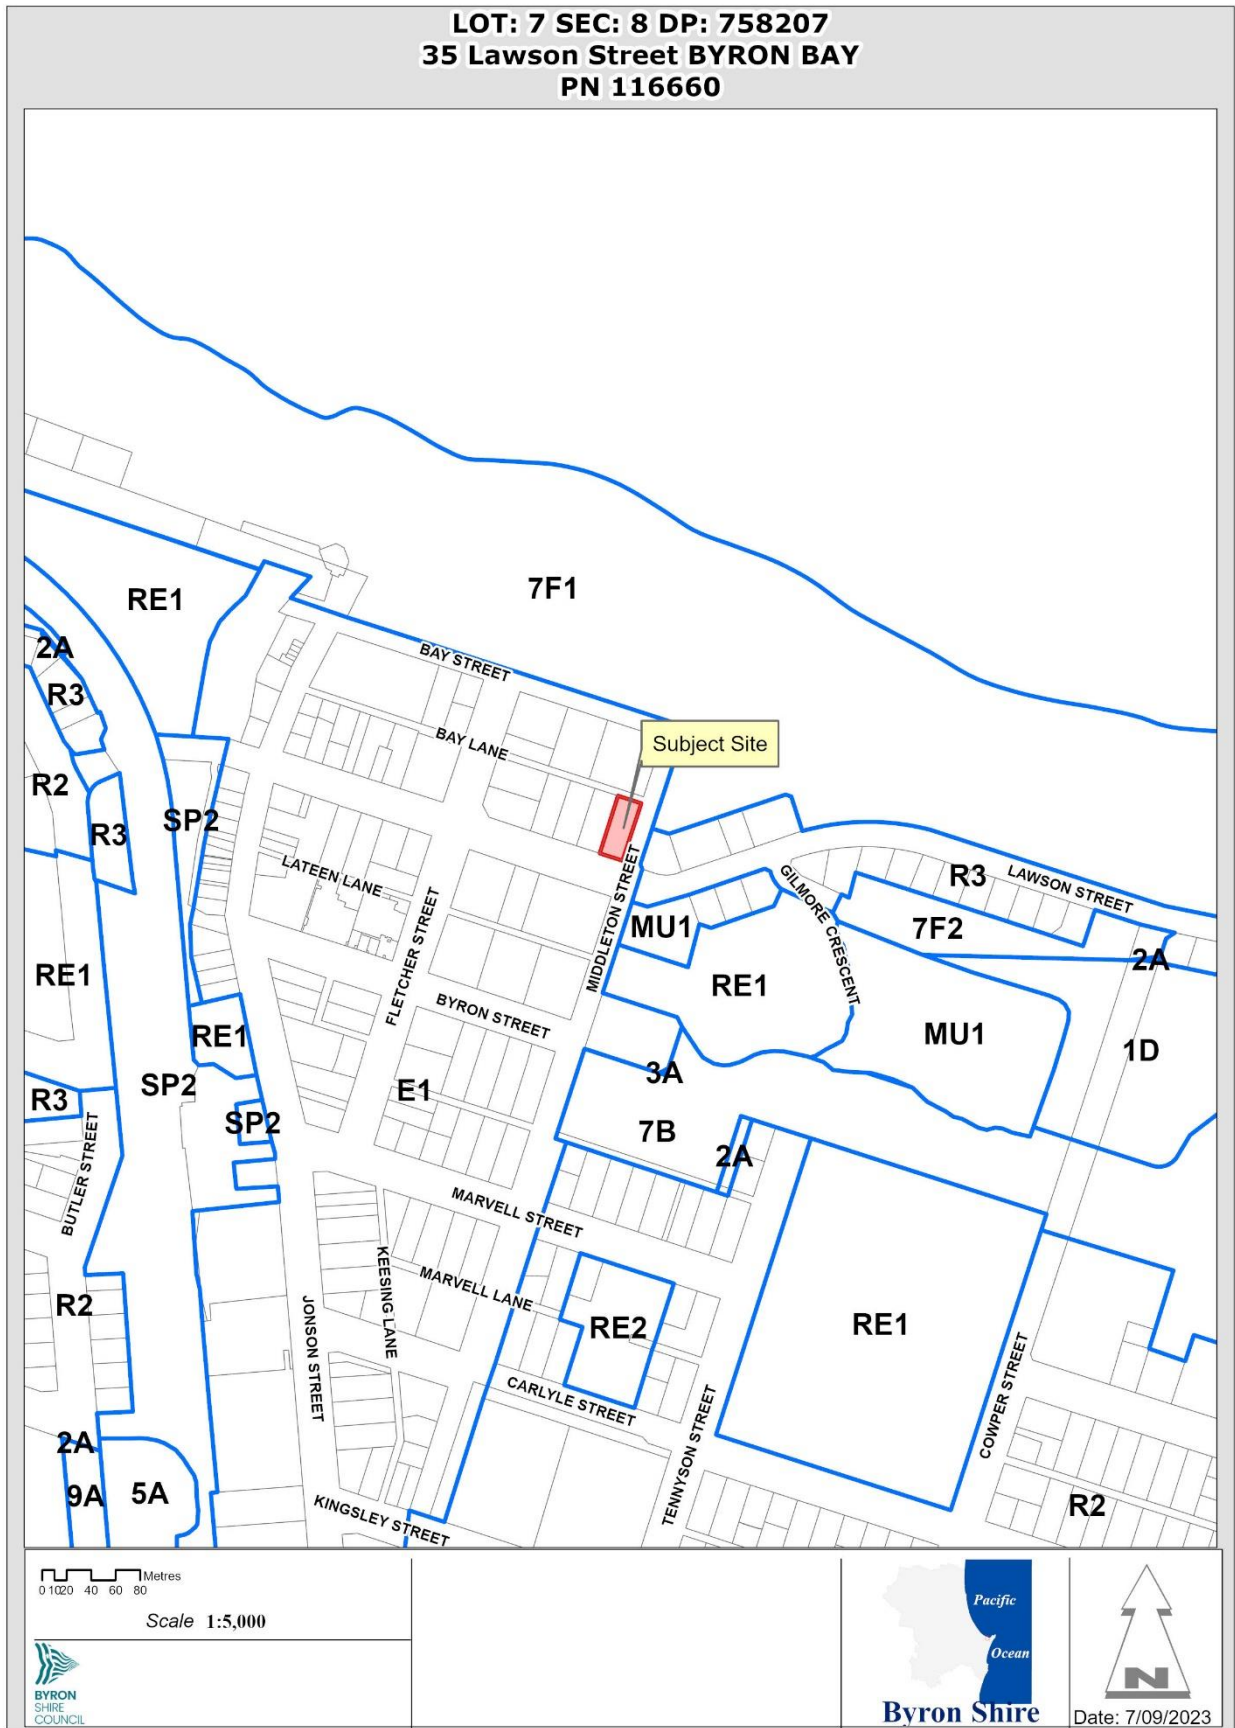 LOT: 7 SEC: 8 DP: 758207
35 Lawson Street BYRON BAY
PN 116660
7F1
RE1
2A
BAY STREET
R3
Subject Site
BAY LANE
R2
SP2
R3
LATEEN LANE
GILMORE CRESCENT
R3
LAWSON STREET
MIDDLETON STREET
FLETCHER STREET
MU1
7F2
2A
RE1
RE1
BYRON STREET
RE1
MU1
1D
3A
SP2
E1
R3
SP2
7B
2A
BUTLER STREET
MARVELL STREET
KEESING LANE
MARVELL LANE
R2
JONSON STREET
RE2
RE1
CARLYLE STREET
COWPER STREET
TENNYSON STREET
2A
9A
5A
KINGSLEY STREET
R2
Metres
0 1020 40 60 80
Scale 1:5,000
BYRON
SHIRE
COUNCIL
Pacific
Ocean
Byron Shire
N
Date: 7/09/2023